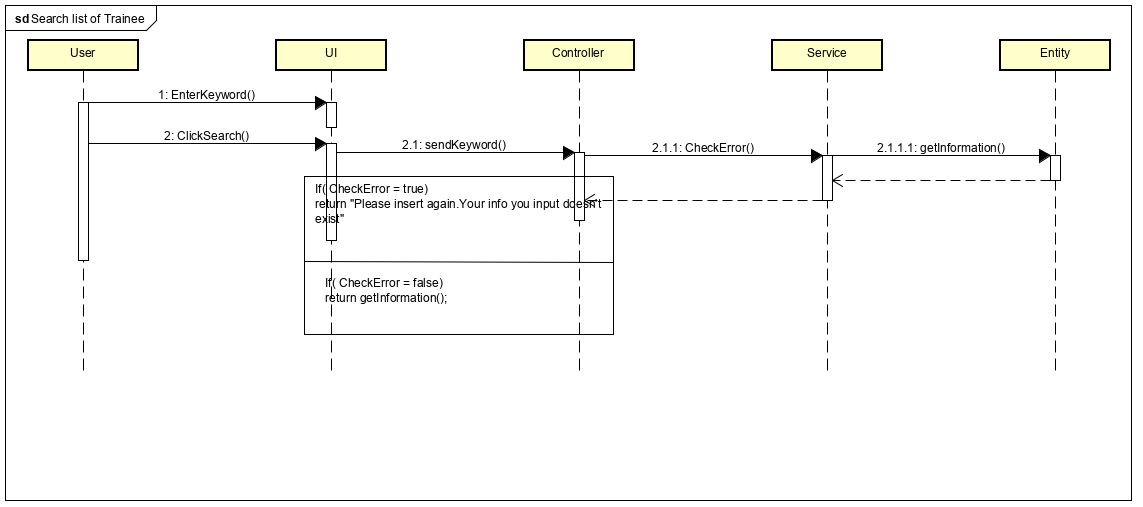 sd Search list of Trainee
User
UI
Controller
Service
Entity
1: EnterKeyword()
2: ClickSearch()
2.1: sendKeyword()
2.1.1: CheckError()
2.1.1.1: getInformation()
If( CheckError = true)
return "Please insert again.Your info you input doesn't
exist"
If( CheckError = false)
return getInformation();